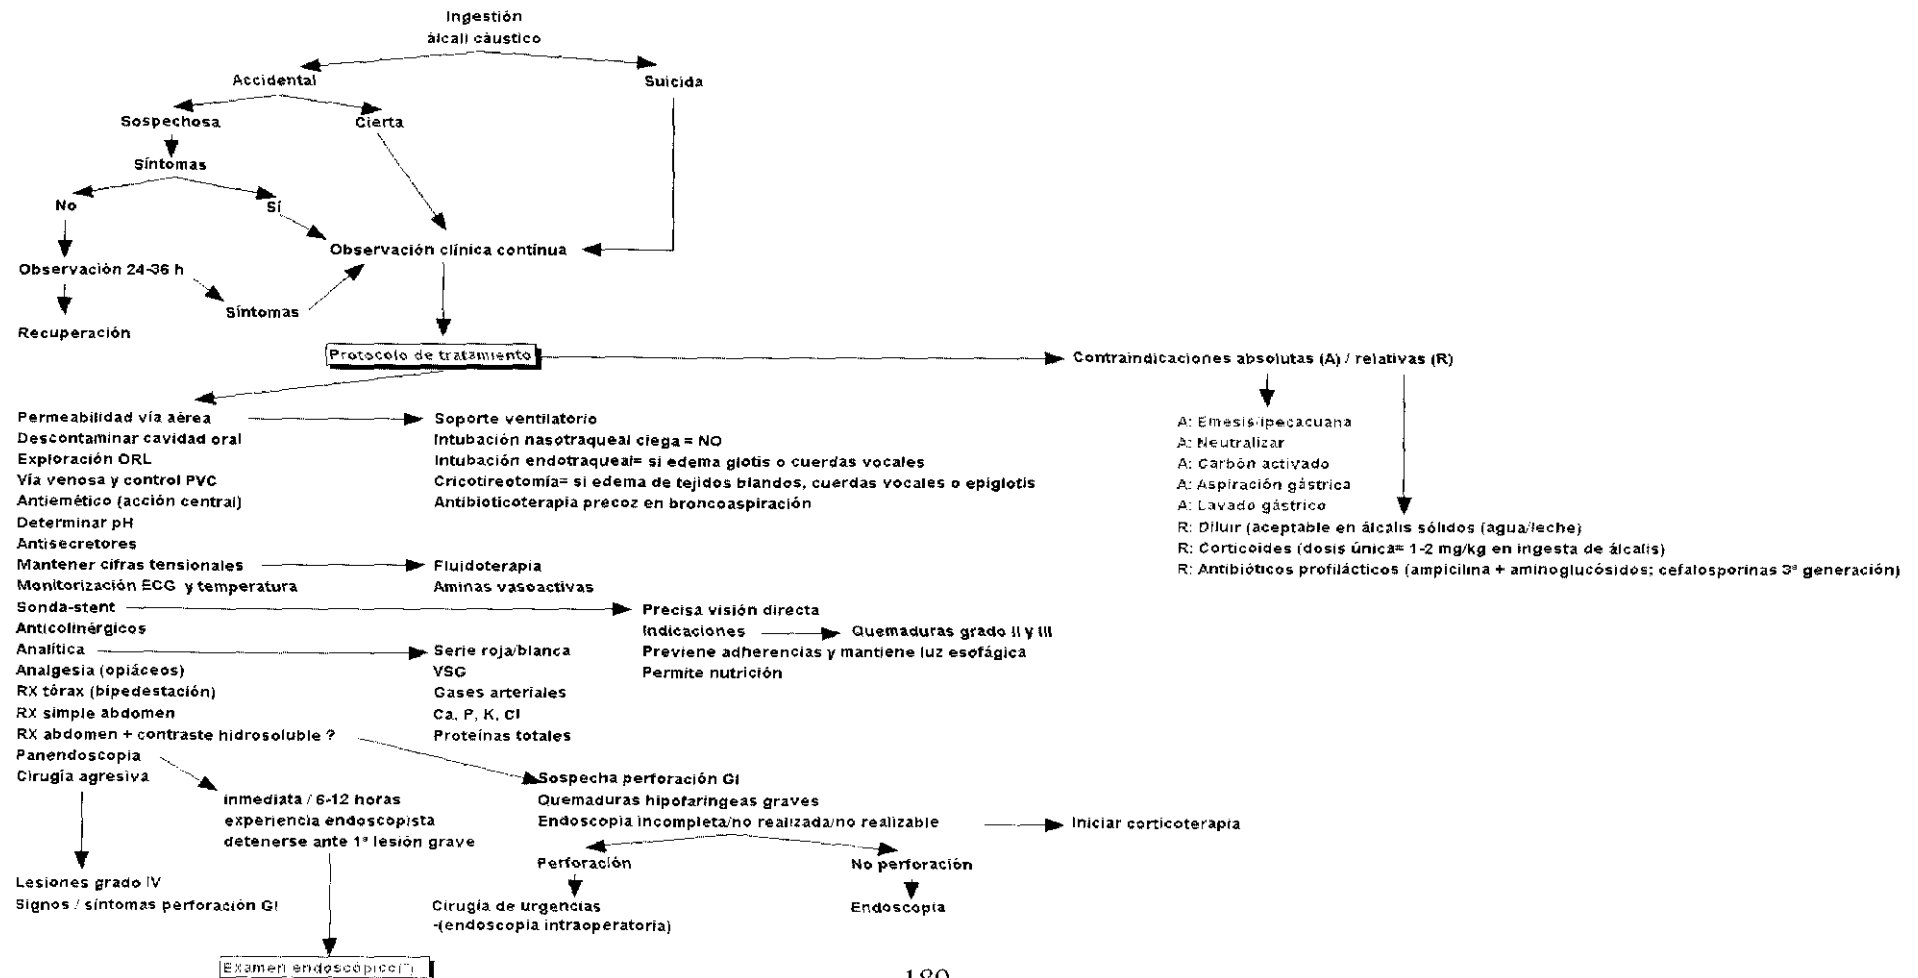 Ingestión
álcali cáustico
Accidental
Suicida
Sospechosa
Cierta
Síntomas
No
Sí
Observación clínica contínua
Observación 24-36 h
Síntomas
Recuperación
Protocolo de tratamiento
Contraindicaciones absolutas (A) / relativas (R)
Permeabilidad vía aérea
Descontaminar cavidad oral
Exploración ORL
Vía venosa y control PVC
Antiemético (acción central)
Determinar pH
Antisecretores
Mantener cifras tensionales
Monitorización ECG y temperatura
Sonda-stent
Anticolinérgicos
Analítica
Analgesia (opiáceos)
RX tórax (bipedestación)
RX simple abdomen
RX abdomen + contraste hidrosoluble ?
Panendoscopia
Cirugía agresiva
Soporte ventilatorio
Intubación nasotraqueal ciega = NO
Intubación endotraqueal= si edema glotis o cuerdas vocales
Cricotireotomía= si edema de tejidos blandos, cuerdas vocales o epiglotis
Antibioticoterapia precoz en broncoaspiración
Fluidoterapia
Aminas vasoactivas
Precisa visión directa
Indicaciones
Quemaduras grado II y III
Previene adherencias y mantiene luz esofágica
Permite nutrición
Serie roja/blanca
VSG
Gases arteriales
Ca, P, K, Cl
Proteínas totales
A: Emesis/ipecacuana
A: Neutralizar
A: Carbón activado
A: Aspiración gástrica
A: Lavado gástrico
R: Diluir (aceptable en álcalis sólidos (agua/leche)
R: Corticoides (dosis única= 1-2 mg/kg en ingesta de álcalis)
R: Antibióticos profilácticos (ampicilina + aminoglucósidos; cefalosporinas 3ª generación)
inmediata / 6-12 horas
experiencia endoscopista
detenerse ante 1ª lesión grave
Sospecha perforación GI
Quemaduras hipofaríngeas graves
Endoscopia incompleta/no realizada/no realizable
Iniciar corticoterapia
Perforación
No perforación
Lesiones grado IV
Signos / síntomas perforación GI
Cirugía de urgencias
-(endoscopia intraoperatoria)
Endoscopia
Examen endoscópico(*)